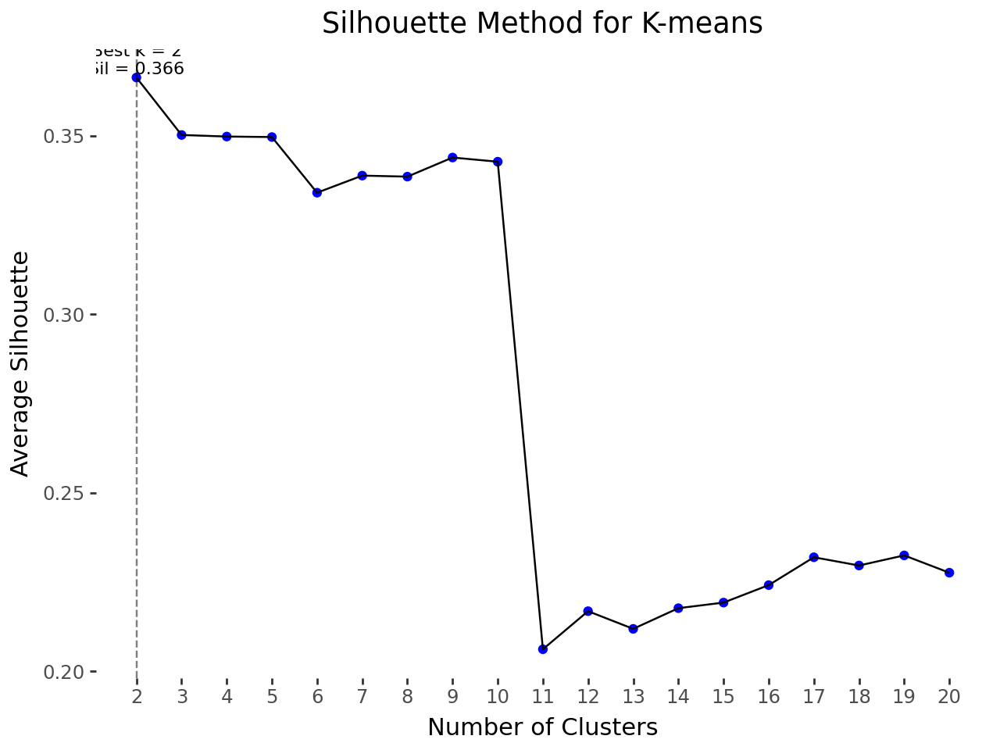 Silhouette Method for K-means
Best k = 2
Sil = 0.366
0.35
0.30
0.25
0.20
Average Silhouette
2 3 4 5 6 7 8 9 10 11 12 13 14 15 16 17 18 19 20
Number of Clusters